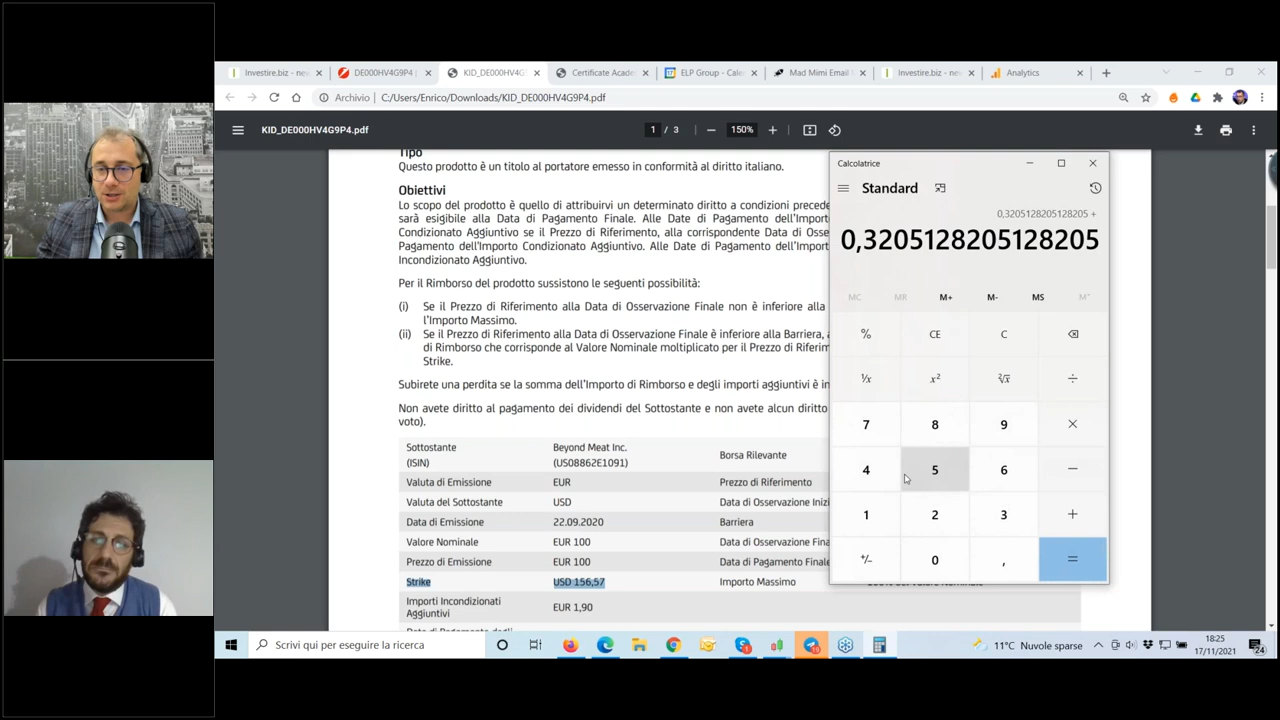 Investire.biz - ne
DE000HV4G9P4 |
KID_DE000HV4G
Certificate Acade
ELP Group - Cale
Mad Mimi Email
Investire.biz - ne
Analytics
Archivio
C:/Users/Enrico/Downloads/KID_DE000HV4G9P4.pdf
KID_DE000HV4G9P4.pdf
1 / 3
150%
Tipo
Questo prodotto è un titolo al portatore emesso in conformità al diritto italiano.
Obiettivi
Lo scopo del prodotto è quello di attribuirvi un determinato diritto a condizioni precede
sarà esigibile alla Data di Pagamento Finale. Alle Date di Pagamento dell'Import
Condizionato Aggiuntivo se il Prezzo di Riferimento, alla corrispondente Data di Osse
Pagamento dell'Importo Condizionato Aggiuntivo. Alle Date di Pagamento dell'Impor
Incondizionato Aggiuntivo.
Per il Rimborso del prodotto sussistono le seguenti possibilità:
(i) Se il Prezzo di Riferimento alla Data di Osservazione Finale non è inferiore alla
l'Importo Massimo.
(ii) Se il Prezzo di Riferimento alla Data di Osservazione Finale è inferiore alla Barriera, a
di Rimborso che corrisponde al Valore Nominale moltiplicato per il Prezzo di Riferim
Strike.
Subirete una perdita se la somma dell'Importo di Rimborso e degli importi aggiuntivi è in
Non avete diritto al pagamento dei dividendi del Sottostante e non avete alcun diritto
voto).
Sottostante
(ISIN)
Beyond Meat Inc.
(US08862E1091)
Borsa Rilevante
Valuta di Emissione
EUR
Prezzo di Riferimento
Valuta del Sottostante
USD
Data di Osservazione Iniz
Data di Emissione
22.09.2020
Barriera
Valore Nominale
EUR 100
Data di Osservazione Fina
Prezzo di Emissione
EUR 100
Data di Pagamento Finale
Strike
USD 156,57
Importo Massimo
Importi Incondizionati
Aggiuntivi
EUR 1,90
Calcolatrice
Standard
0,3205128205128205 +
0,3205128205128205
MC
MR
M+
M-
MS
M˅
%
CE
C
⌫
¹/x
x²
²√x
÷
7
8
9
×
4
5
6
−
1
2
3
+
+/−
0
,
=
Scrivi qui per eseguire la ricerca
19
11°C Nuvole sparse
18:25
17/11/2021
24